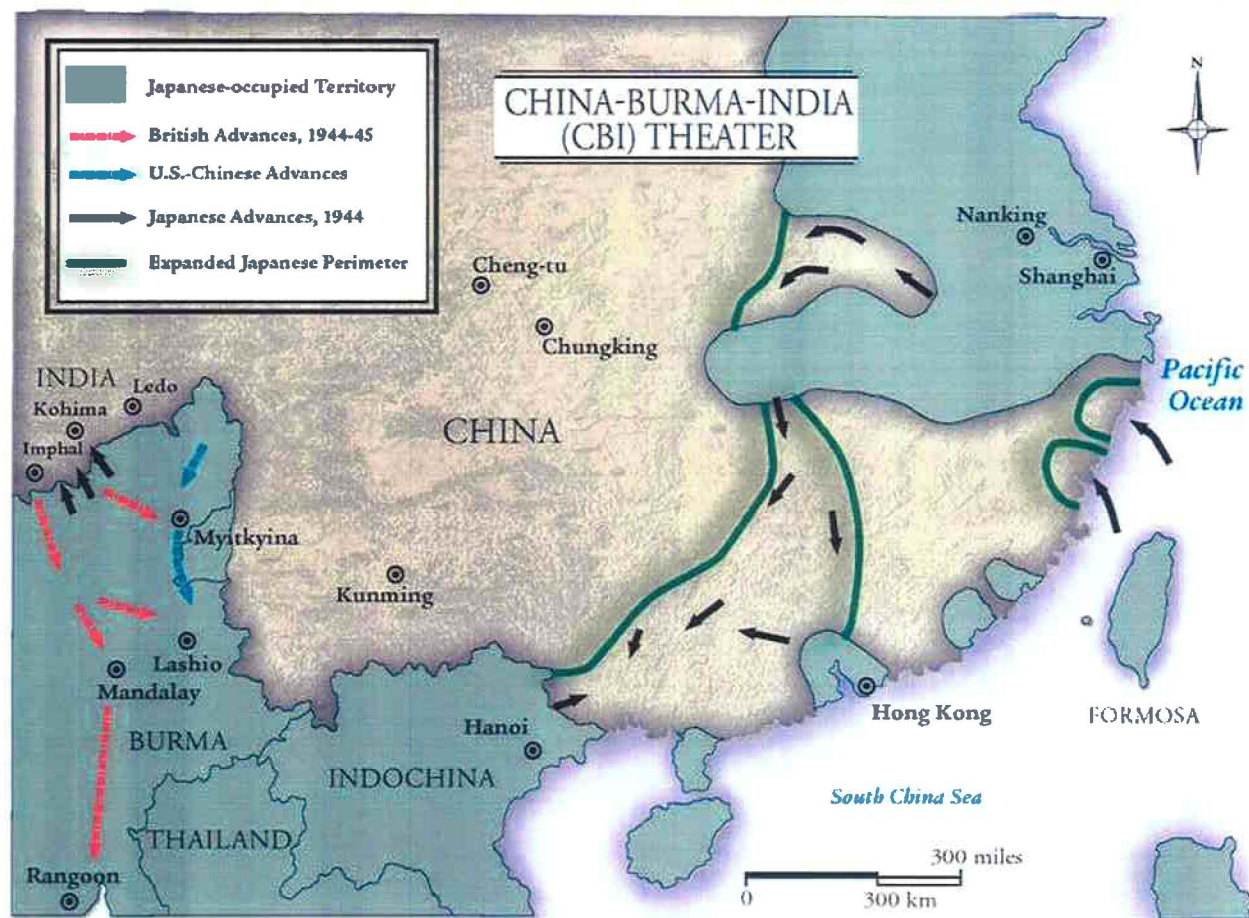 Japanese-occupied Territory
British Advances, 1944-45
U.S.-Chinese Advances
Japanese Advances, 1944
Expanded Japanese Perimeter
CHINA-BURMA-INDIA
(CBI) THEATER
N
Nanking
Shanghai
Cheng-tu
Chungking
Pacific
Ocean
INDIA
Ledo
Kohima
Imphal
CHINA
Myitkyina
Kunming
Lashio
Mandalay
BURMA
Hanoi
Hong Kong
FORMOSA
INDOCHINA
South China Sea
THAILAND
Rangoon
300 miles
0
300 km